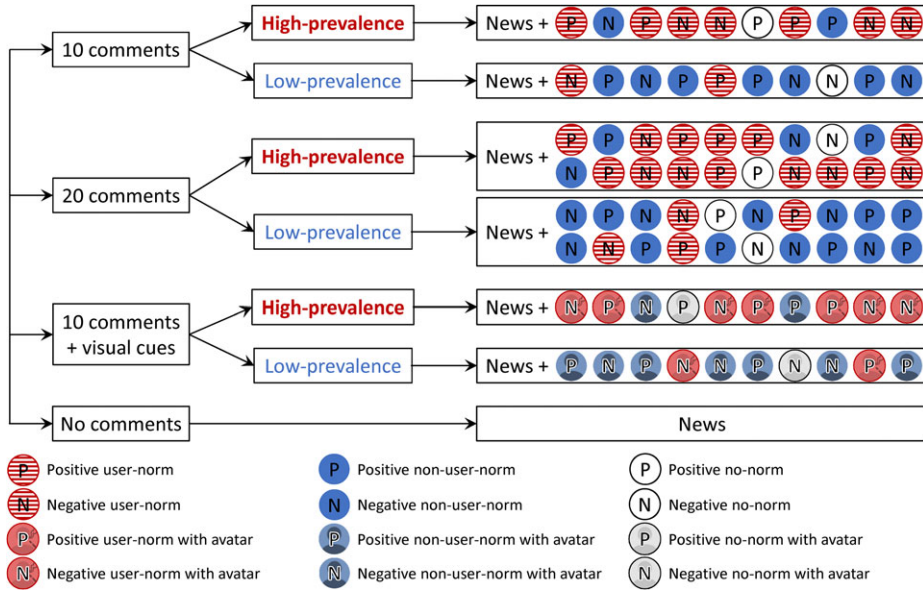 10 comments
High-prevalence
News + P N P N N P P P N N
Low-prevalence
News + N P N P P P N N P N
20 comments
High-prevalence
News +
P P N P P P N N P N
N P N N P P N N P N
Low-prevalence
News +
N P N N P N P N P P
N N P P P N N P N P
10 comments
+ visual cues
High-prevalence
News + N P N P N P P P N N
Low-prevalence
News + P N P N N P N N P P
No comments
News
P Positive user-norm
P Positive non-user-norm
P Positive no-norm
N Negative user-norm
N Negative non-user-norm
N Negative no-norm
P Positive user-norm with avatar
P Positive non-user-norm with avatar
P Positive no-norm with avatar
N Negative user-norm with avatar
N Negative non-user-norm with avatar
N Negative no-norm with avatar